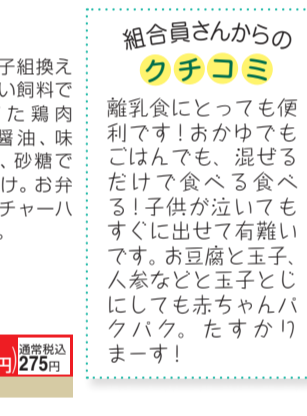 子組換え
い飼料で
た鶏肉
醤油、味
、砂糖で
け。お弁
チャーハ
。
円)
通常税込
275円
組合員さんからの
クチコミ
離乳食にとっても便
利です！おかゆでも
ごはんでも、混ぜる
だけで食べる食べ
る！子供が泣いても
すぐに出せて有難い
です。お豆腐と玉子、
人参などと玉子とじ
にしても赤ちゃんパ
クパク。たすかり
まーす！